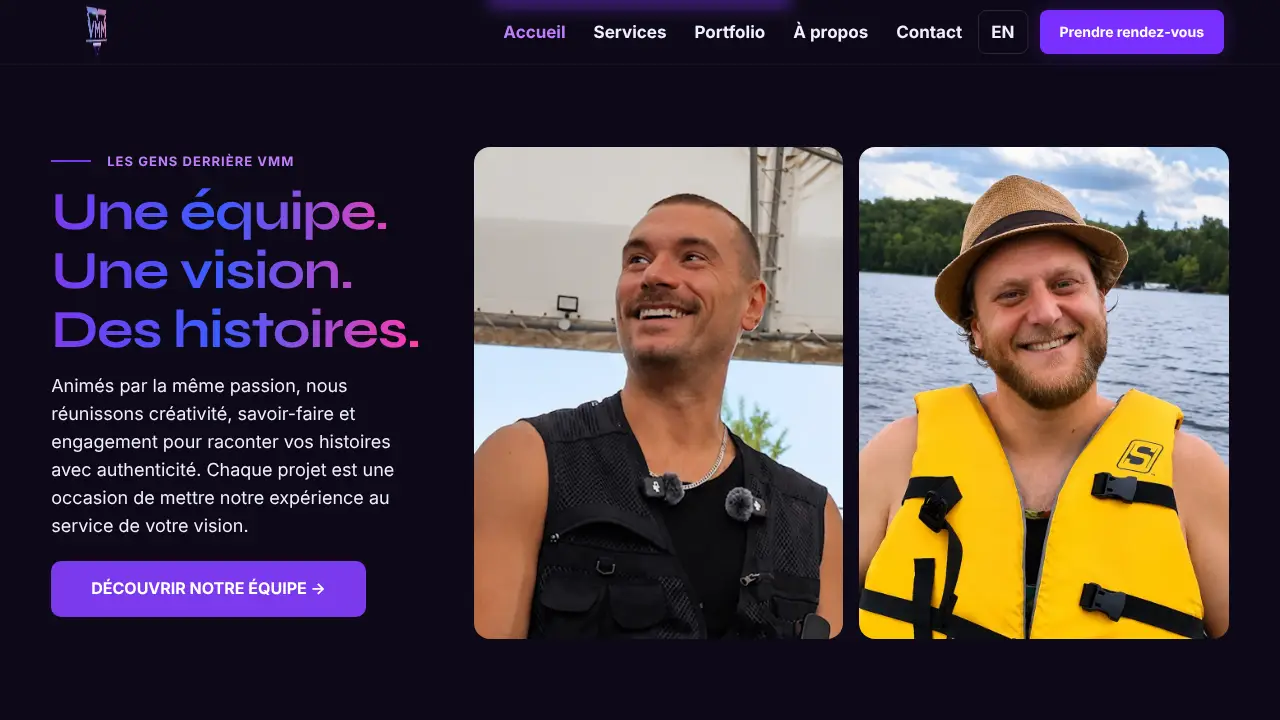 VMM
Accueil
Services
Portfolio
À propos
Contact
EN
Prendre rendez-vous
LES GENS DERRIÈRE VMM
Une équipe.
Une vision.
Des histoires.
Animés par la même passion, nous
réunissons créativité, savoir-faire et
engagement pour raconter vos histoires
avec authenticité. Chaque projet est une
occasion de mettre notre expérience au
service de votre vision.
DÉCOUVRIR NOTRE ÉQUIPE →
S